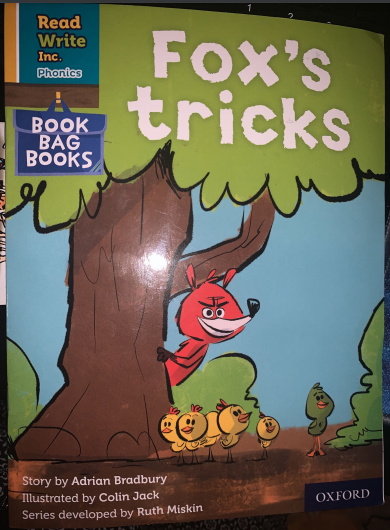 Read
Write
Inc.
Phonics
BOOK
BAG
BOOKS
Fox's
tricks
Story by Adrian Bradbury
Illustrated by Colin Jack
Series developed by Ruth Miskin
OXFORD